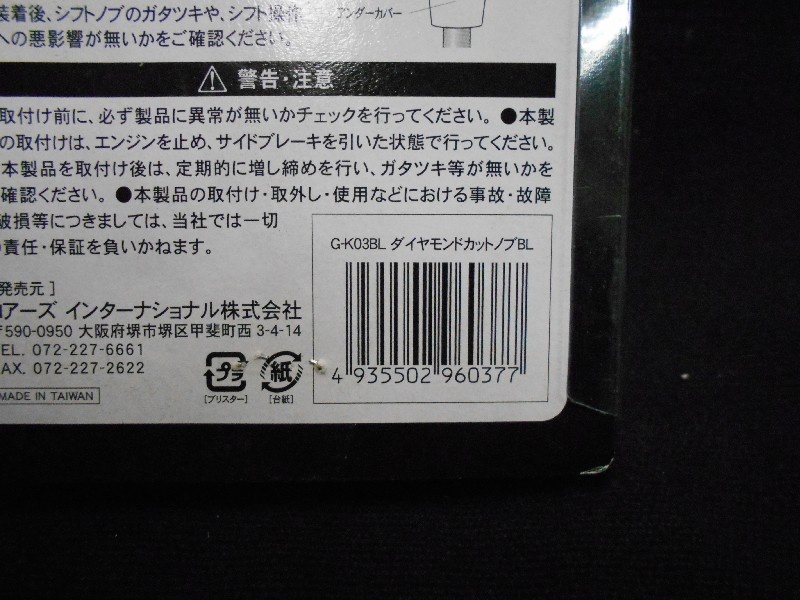 装着後、シフトノブのガタツキや、シフト操作
への悪影響が無いかをご確認ください。
アンダーカバー
警告・注意
取付け前に、必ず製品に異常が無いかチェックを行ってください。 ●本製
の取付けは、エンジンを止め、サイドブレーキを引いた状態で行ってください。
本製品を取付け後は、定期的に増し締めを行い、ガタツキ等が無いかを
確認ください。 ●本製品の取付け・取外し・使用などにおける事故・故障
破損等につきましては、当社では一切
責任・保証を負いかねます。
発売元 ]
アーズ インターナショナル株式会社
〒590-0950 大阪府堺市堺区甲斐町西 3-4-14
TEL. 072-227-6661
FAX. 072-227-2622
MADE IN TAIWAN
プラ
[ブリスター]
紙
[台紙]
G-K03BL ダイヤモンドカットノブBL
4 935502 960377